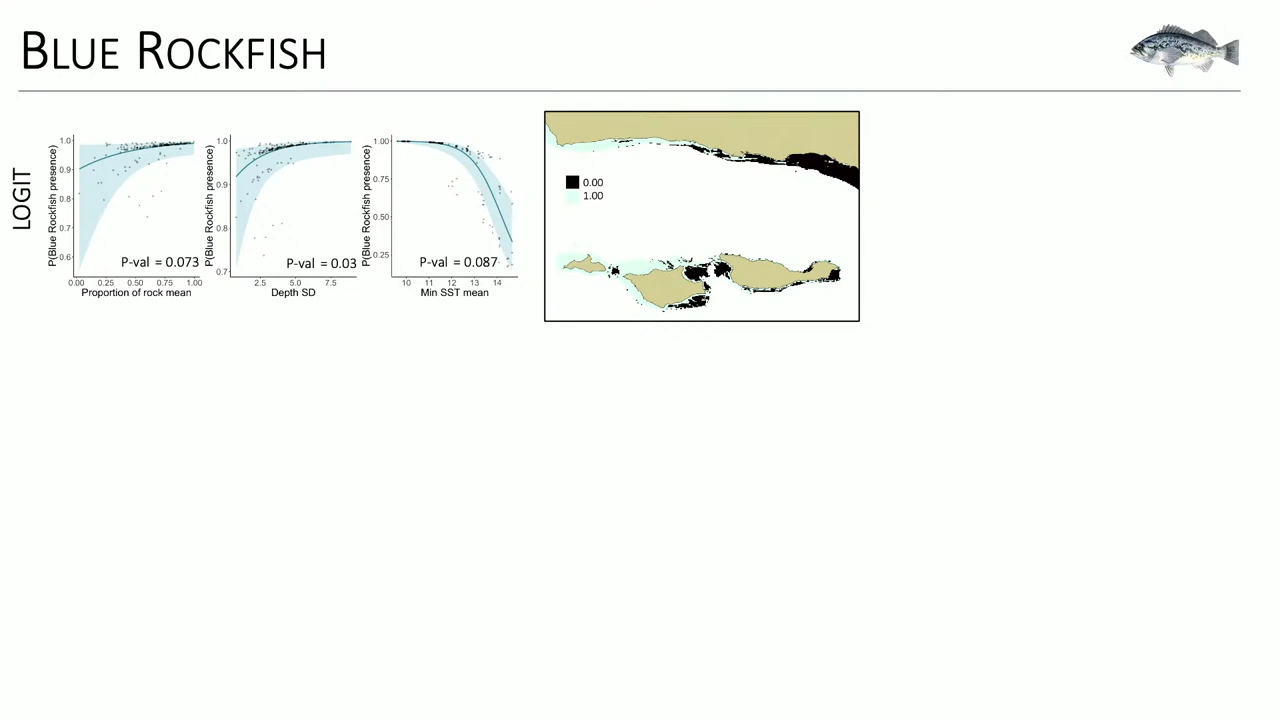 BLUE ROCKFISH
LOGIT
P(Blue Rockfish presence)
1.0
0.9
0.8
0.7
0.6
P-val = 0.073
0.00 0.25 0.50 0.75 1.00
Proportion of rock mean
P(Blue Rockfish presence)
1.0
0.9
0.8
0.7
P-val = 0.03
2.5 5.0 7.5
Depth SD
P(Blue Rockfish presence)
1.00
0.75
0.50
0.25
P-val = 0.087
10 11 12 13 14
Min SST mean
0.00
1.00